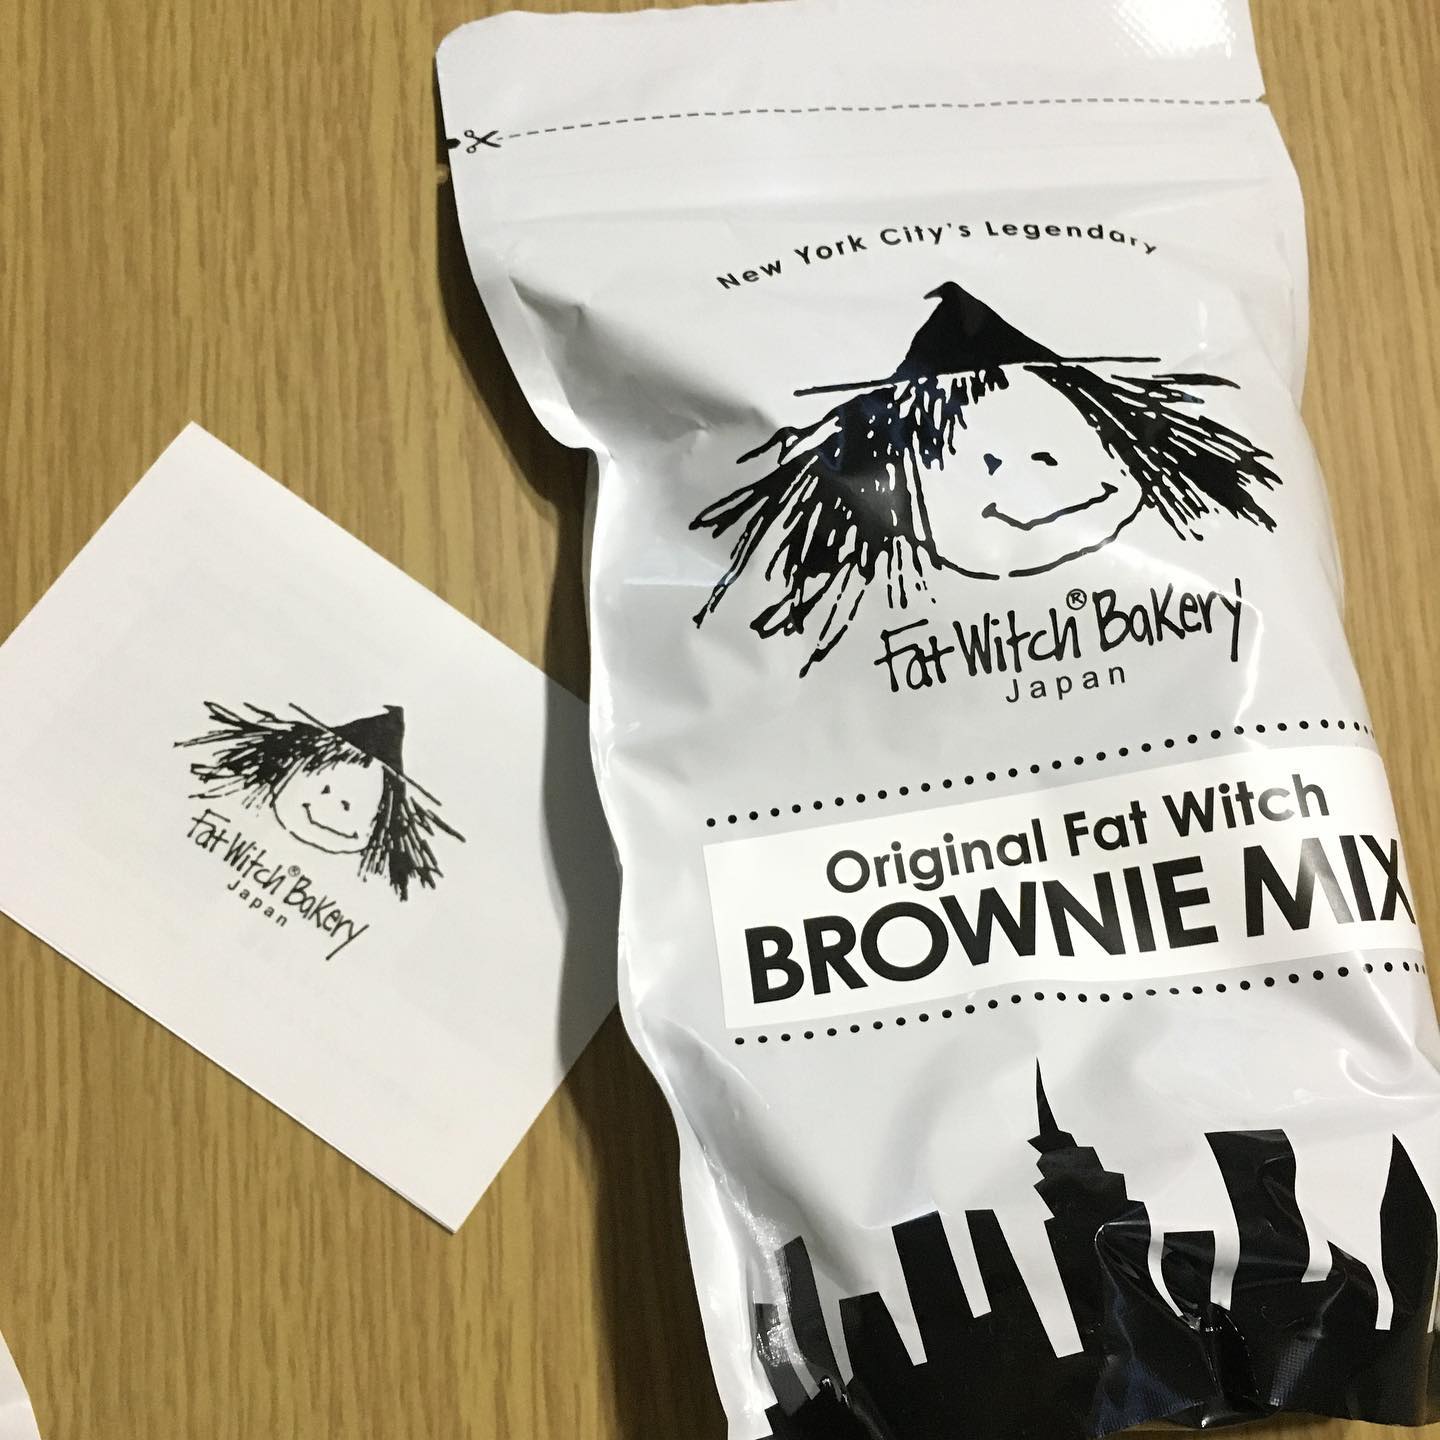 New York City's Legendary
Fat Witch® Bakery
Japan
Original Fat Witch
BROWNIE MIX
Fat Witch® Bakery
Japan